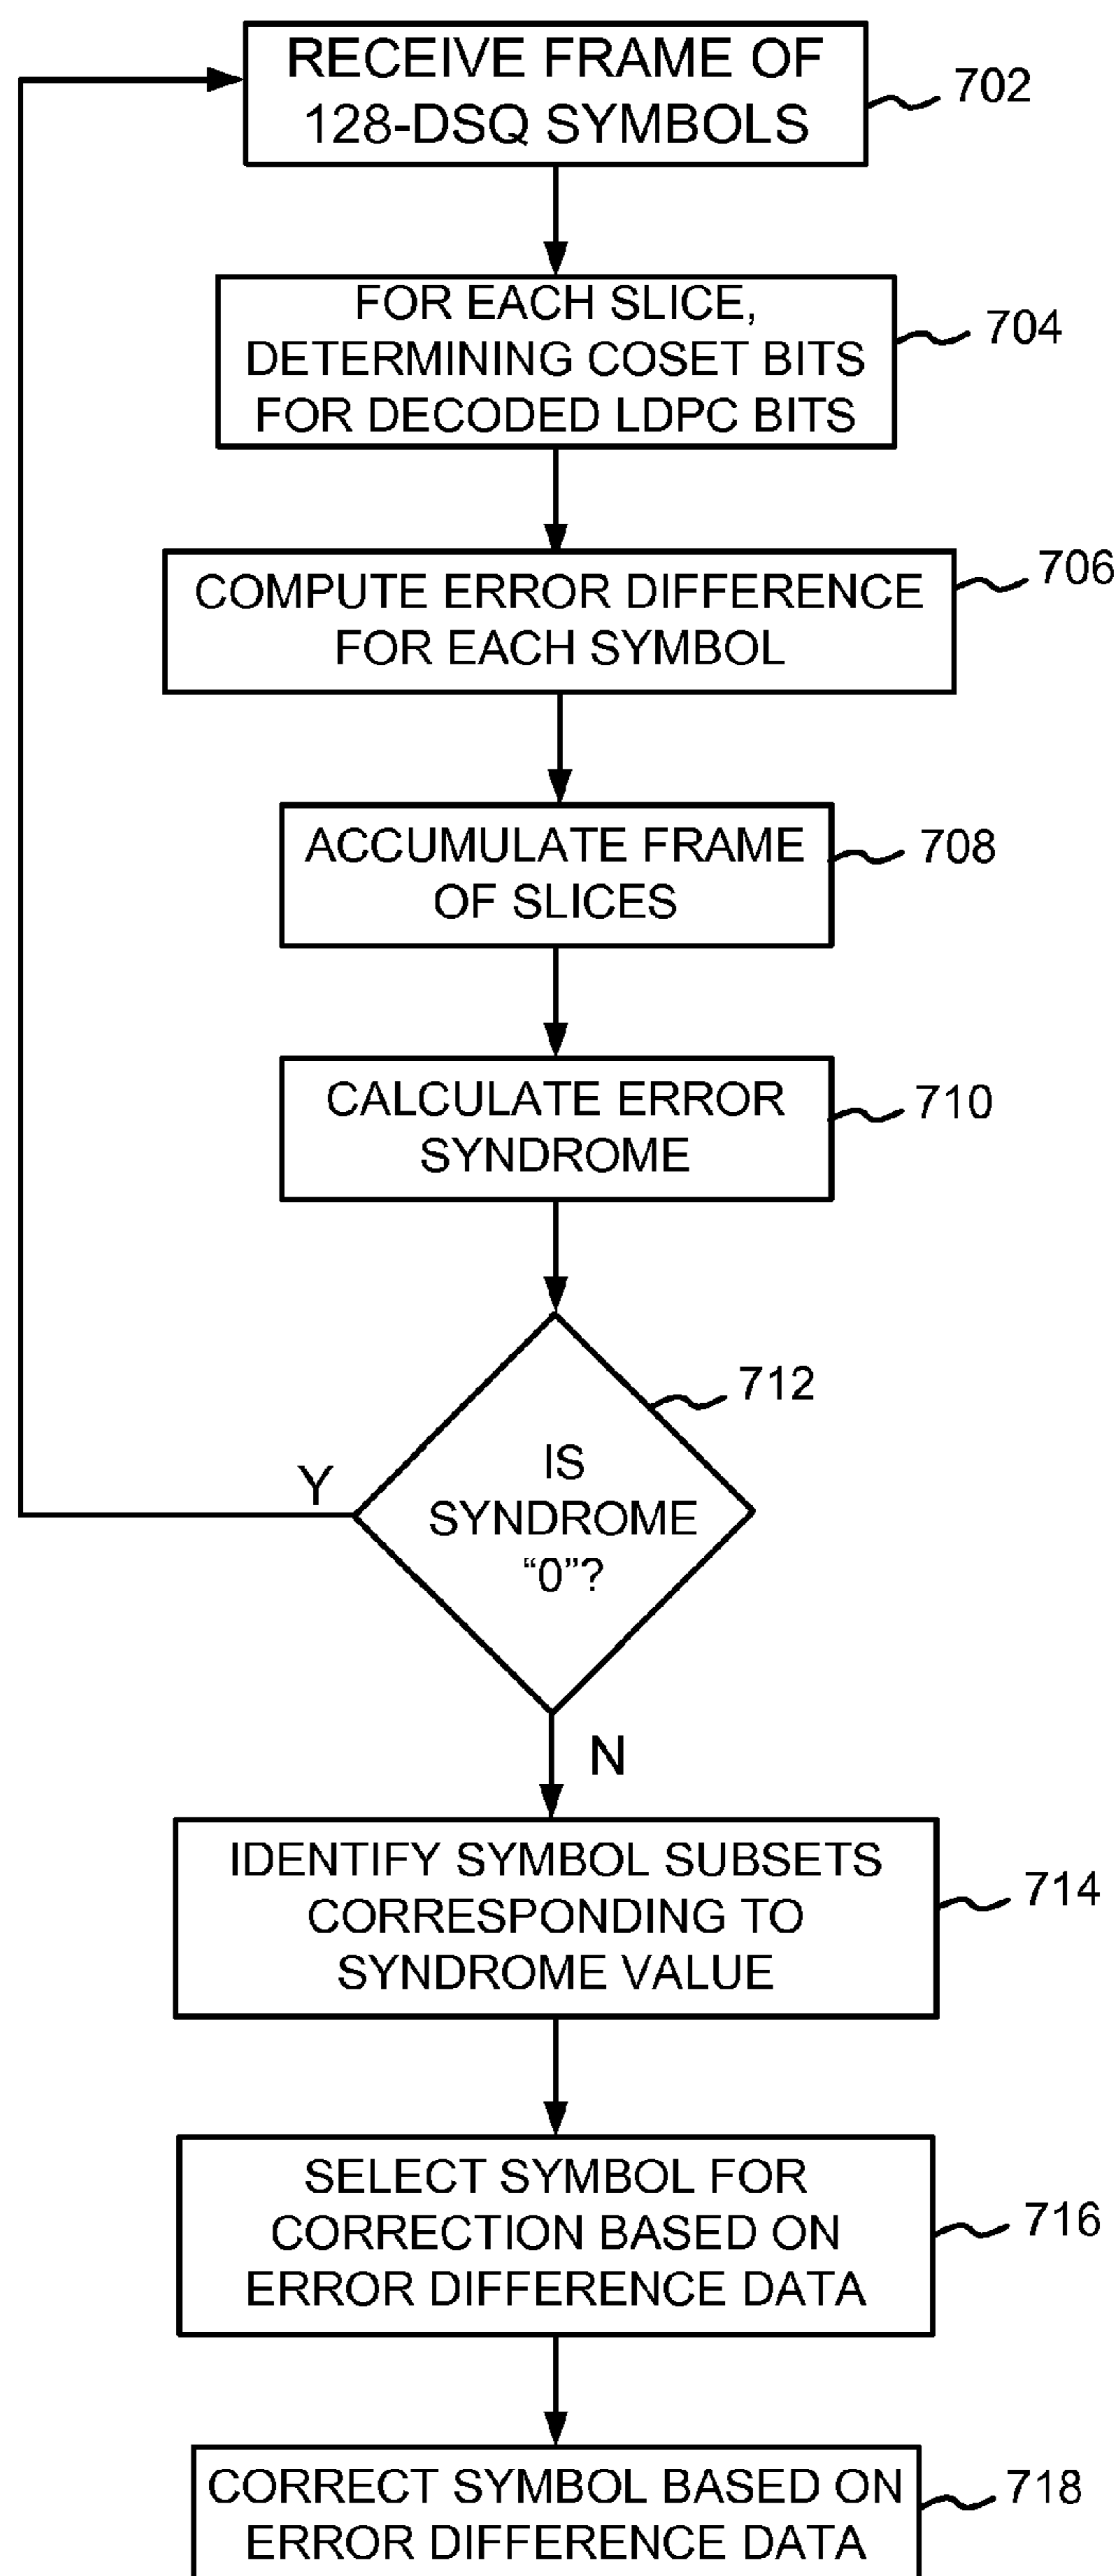 RECEIVE FRAME OF
128-DSQ SYMBOLS
702
FOR EACH SLICE,
DETERMINING COSET BITS
FOR DECODED LDPC BITS
704
COMPUTE ERROR DIFFERENCE
FOR EACH SYMBOL
706
ACCUMULATE FRAME
OF SLICES
708
CALCULATE ERROR
SYNDROME
710
712
IS
SYNDROME
“0”?
Y
N
IDENTIFY SYMBOL SUBSETS
CORRESPONDING TO
SYNDROME VALUE
714
SELECT SYMBOL FOR
CORRECTION BASED ON
ERROR DIFFERENCE DATA
716
CORRECT SYMBOL BASED ON
ERROR DIFFERENCE DATA
718